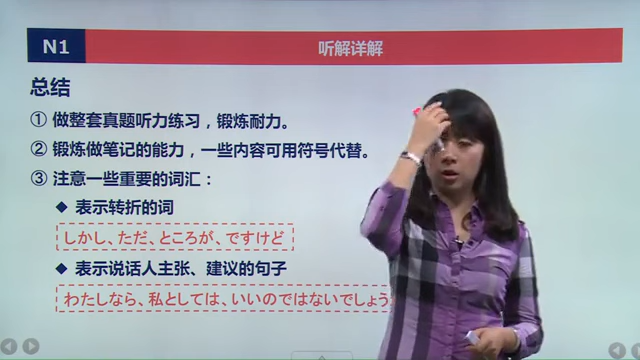 N1
听解详解
总结
① 做整套真题听力练习，锻炼耐力。
② 锻炼做笔记的能力，一些内容可用符号代替。
③ 注意一些重要的词汇：
◆ 表示转折的词
しかし、ただ、ところが、ですけど
◆ 表示说话人主张、建议的句子
わたしなら、私としては、いいのではないでしょう